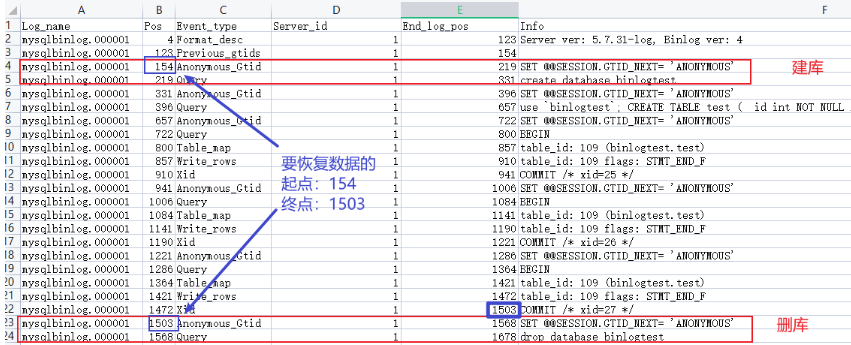 A B C D E F
1 Log_name Pos Event_type Server_id End_log_pos Info
2 mysqlbinlog.000001 4 Format_desc 1 123 Server ver: 5.7.31-log, Binlog ver: 4
3 mysqlbinlog.000001 123 Previous_gtids 1 154
4 mysqlbinlog.000001 154 Anonymous_Gtid 1 219 SET @@SESSION.GTID_NEXT= 'ANONYMOUS' 建库
5 mysqlbinlog.000001 219 Query 1 331 create database binlogtest
6 mysqlbinlog.000001 331 Anonymous_Gtid 1 396 SET @@SESSION.GTID_NEXT= 'ANONYMOUS'
7 mysqlbinlog.000001 396 Query 1 657 use `binlogtest`; CREATE TABLE test ( id int NOT NULL
8 mysqlbinlog.000001 657 Anonymous_Gtid 1 722 SET @@SESSION.GTID_NEXT= 'ANONYMOUS'
9 mysqlbinlog.000001 722 Query 1 800 BEGIN
10 mysqlbinlog.000001 800 Table_map 1 857 table_id: 109 (binlogtest.test)
11 mysqlbinlog.000001 857 Write_rows 1 910 table_id: 109 flags: STMT_END_F
12 mysqlbinlog.000001 910 Xid 1 941 COMMIT /* xid=25 */
13 mysqlbinlog.000001 941 Anonymous_Gtid 1 1006 SET @@SESSION.GTID_NEXT= 'ANONYMOUS'
14 mysqlbinlog.000001 1006 Query 1 1084 BEGIN
15 mysqlbinlog.000001 1084 Table_map 1 1141 table_id: 109 (binlogtest.test)
16 mysqlbinlog.000001 1141 Write_rows 1 1190 table_id: 109 flags: STMT_END_F
17 mysqlbinlog.000001 1190 Xid 1 1221 COMMIT /* xid=26 */
18 mysqlbinlog.000001 1221 Anonymous_Gtid 1 1286 SET @@SESSION.GTID_NEXT= 'ANONYMOUS'
19 mysqlbinlog.000001 1286 Query 1 1364 BEGIN
20 mysqlbinlog.000001 1364 Table_map 1 1421 table_id: 109 (binlogtest.test)
21 mysqlbinlog.000001 1421 Write_rows 1 1472 table_id: 109 flags: STMT_END_F
22 mysqlbinlog.000001 1472 Xid 1 1503 COMMIT /* xid=27 */
23 mysqlbinlog.000001 1503 Anonymous_Gtid 1 1568 SET @@SESSION.GTID_NEXT= 'ANONYMOUS' 删库
24 mysqlbinlog.000001 1568 Query 1 1678 drop database binlogtest
要恢复数据的
起点：154
终点：1503